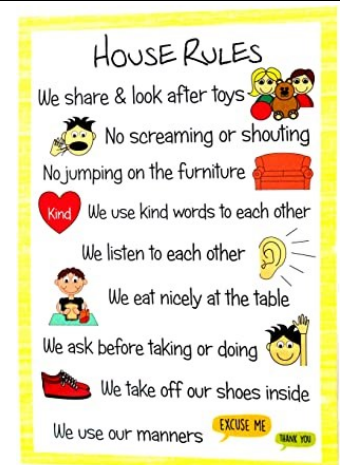 HOUSE RULES
We share & look after toys
No screaming or shouting
No jumping on the furniture
Kind We use kind words to each other
We listen to each other
We eat nicely at the table
We ask before taking or doing
We take off our shoes inside
We use our manners EXCUSE ME THANK YOU